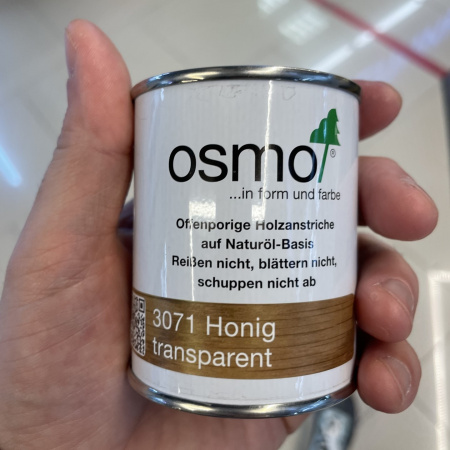 osmo®
...in form und farbe
Offenporige Holzanstriche
auf Naturöl-Basis
Reißen nicht, blättern nicht,
schuppen nicht ab
3071 Honig
transparent